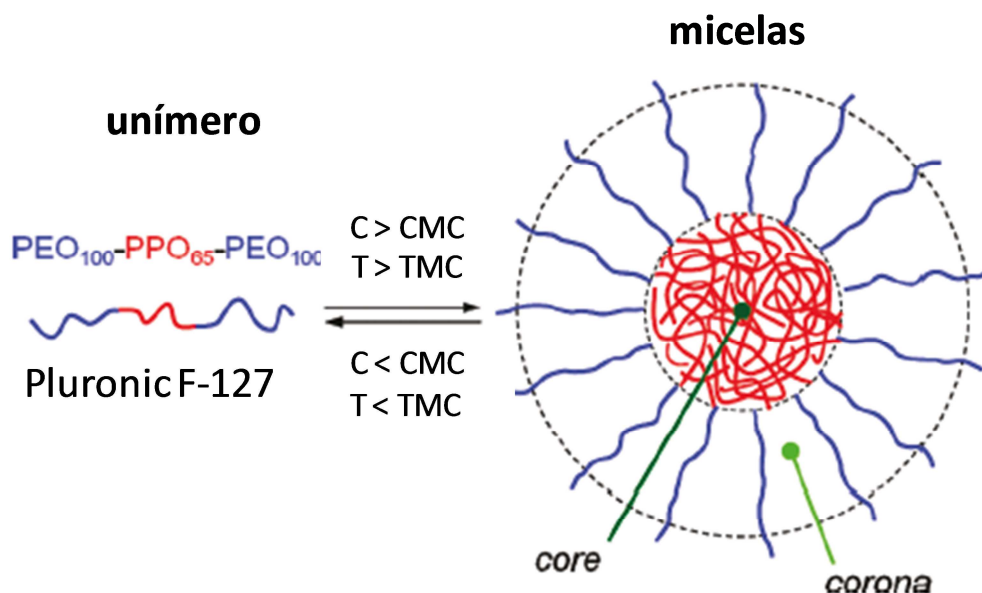 micelas
unímero
PEO100-PPO65-PEO100
C > CMC
T > TMC
C < CMC
T < TMC
Pluronic F-127
core
corona